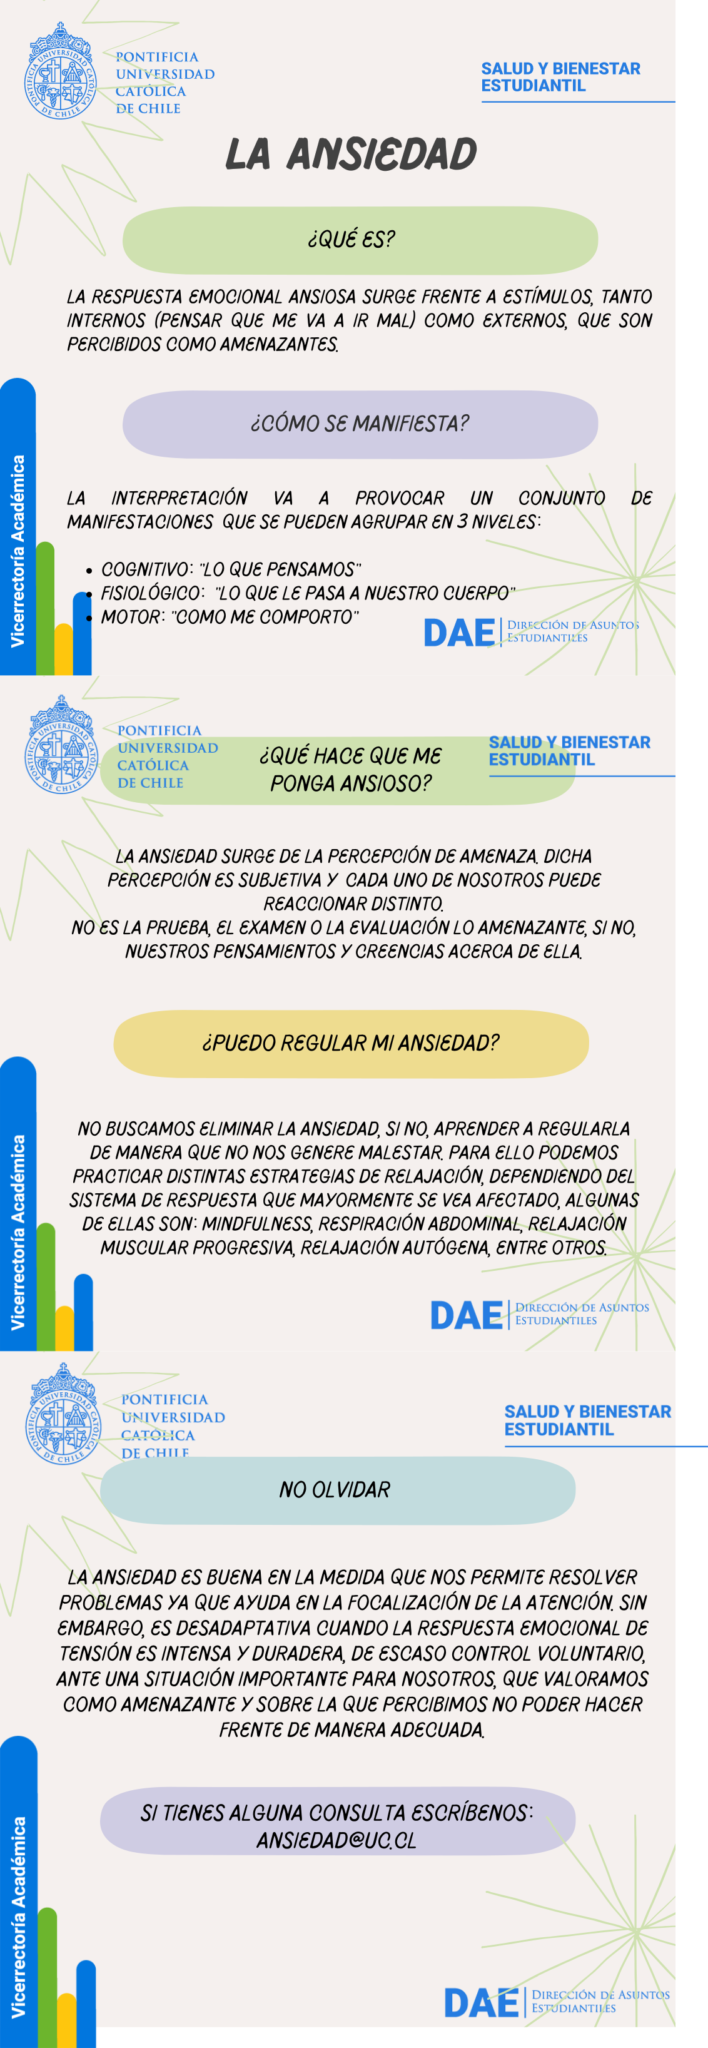 PONTIFICIA
UNIVERSIDAD
CATÓLICA
DE CHILE
SALUD Y BIENESTAR
ESTUDIANTIL
LA ANSIEDAD
¿QUÉ ES?
LA RESPUESTA EMOCIONAL ANSIOSA SURGE FRENTE A ESTÍMULOS, TANTO
INTERNOS (PENSAR QUE ME VA A IR MAL) COMO EXTERNOS, QUE SON
PERCIBIDOS COMO AMENAZANTES.
¿CÓMO SE MANIFIESTA?
LA INTERPRETACIÓN VA A PROVOCAR UN CONJUNTO DE
MANIFESTACIONES QUE SE PUEDEN AGRUPAR EN 3 NIVELES:
• COGNITIVO: "LO QUE PENSAMOS"
• FISIOLÓGICO: "LO QUE LE PASA A NUESTRO CUERPO"
• MOTOR: "COMO ME COMPORTO"
Vicerrectoría Académica
DAE
DIRECCIÓN DE ASUNTOS
ESTUDIANTILES
PONTIFICIA
UNIVERSIDAD
CATÓLICA
DE CHILE
SALUD Y BIENESTAR
ESTUDIANTIL
¿QUÉ HACE QUE ME
PONGA ANSIOSO?
LA ANSIEDAD SURGE DE LA PERCEPCIÓN DE AMENAZA. DICHA
PERCEPCIÓN ES SUBJETIVA Y CADA UNO DE NOSOTROS PUEDE
REACCIONAR DISTINTO.
NO ES LA PRUEBA, EL EXAMEN O LA EVALUACIÓN LO AMENAZANTE, SI NO,
NUESTROS PENSAMIENTOS Y CREENCIAS ACERCA DE ELLA.
¿PUEDO REGULAR MI ANSIEDAD?
NO BUSCAMOS ELIMINAR LA ANSIEDAD, SI NO, APRENDER A REGULARLA
DE MANERA QUE NO NOS GENERE MALESTAR. PARA ELLO PODEMOS
PRACTICAR DISTINTAS ESTRATEGIAS DE RELAJACIÓN, DEPENDIENDO DEL
SISTEMA DE RESPUESTA QUE MAYORMENTE SE VEA AFECTADO, ALGUNAS
DE ELLAS SON: MINDFULNESS, RESPIRACIÓN ABDOMINAL, RELAJACIÓN
MUSCULAR PROGRESIVA, RELAJACIÓN AUTÓGENA, ENTRE OTROS.
Vicerrectoría Académica
DAE
DIRECCIÓN DE ASUNTOS
ESTUDIANTILES
PONTIFICIA
UNIVERSIDAD
CATÓLICA
DE CHILE
SALUD Y BIENESTAR
ESTUDIANTIL
NO OLVIDAR
LA ANSIEDAD ES BUENA EN LA MEDIDA QUE NOS PERMITE RESOLVER
PROBLEMAS YA QUE AYUDA EN LA FOCALIZACIÓN DE LA ATENCIÓN. SIN
EMBARGO, ES DESADAPTATIVA CUANDO LA RESPUESTA EMOCIONAL DE
TENSIÓN ES INTENSA Y DURADERA, DE ESCASO CONTROL VOLUNTARIO,
ANTE UNA SITUACIÓN IMPORTANTE PARA NOSOTROS, QUE VALORAMOS
COMO AMENAZANTE Y SOBRE LA QUE PERCIBIMOS NO PODER HACER
FRENTE DE MANERA ADECUADA.
SI TIENES ALGUNA CONSULTA ESCRÍBENOS:
ANSIEDAD@UC.CL
Vicerrectoría Académica
DAE
DIRECCIÓN DE ASUNTOS
ESTUDIANTILES